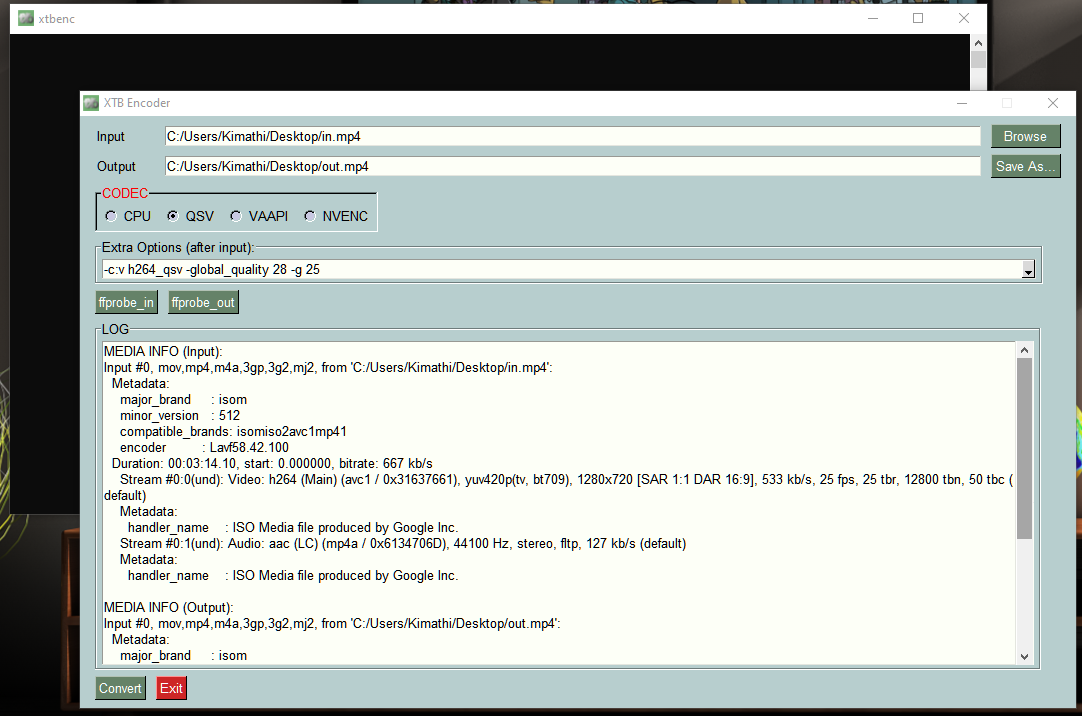 xtbenc
XTB Encoder
Input C:/Users/Kimathi/Desktop/in.mp4 Browse
Output C:/Users/Kimathi/Desktop/out.mp4 Save As...
CODEC
CPU QSV VAAPI NVENC
Extra Options (after input):
-c:v h264_qsv -global_quality 28 -g 25
ffprobe_in ffprobe_out
LOG
MEDIA INFO (Input):
Input #0, mov,mp4,m4a,3gp,3g2,mj2, from 'C:/Users/Kimathi/Desktop/in.mp4':
Metadata:
major_brand : isom
minor_version : 512
compatible_brands: isomiso2avc1mp41
encoder : Lavf58.42.100
Duration: 00:03:14.10, start: 0.000000, bitrate: 667 kb/s
Stream #0:0(und): Video: h264 (Main) (avc1 / 0x31637661), yuv420p(tv, bt709), 1280x720 [SAR 1:1 DAR 16:9], 533 kb/s, 25 fps, 25 tbr, 12800 tbn, 50 tbc (
default)
Metadata:
handler_name : ISO Media file produced by Google Inc.
Stream #0:1(und): Audio: aac (LC) (mp4a / 0x6134706D), 44100 Hz, stereo, fltp, 127 kb/s (default)
Metadata:
handler_name : ISO Media file produced by Google Inc.
MEDIA INFO (Output):
Input #0, mov,mp4,m4a,3gp,3g2,mj2, from 'C:/Users/Kimathi/Desktop/out.mp4':
Metadata:
major_brand : isom
Convert Exit